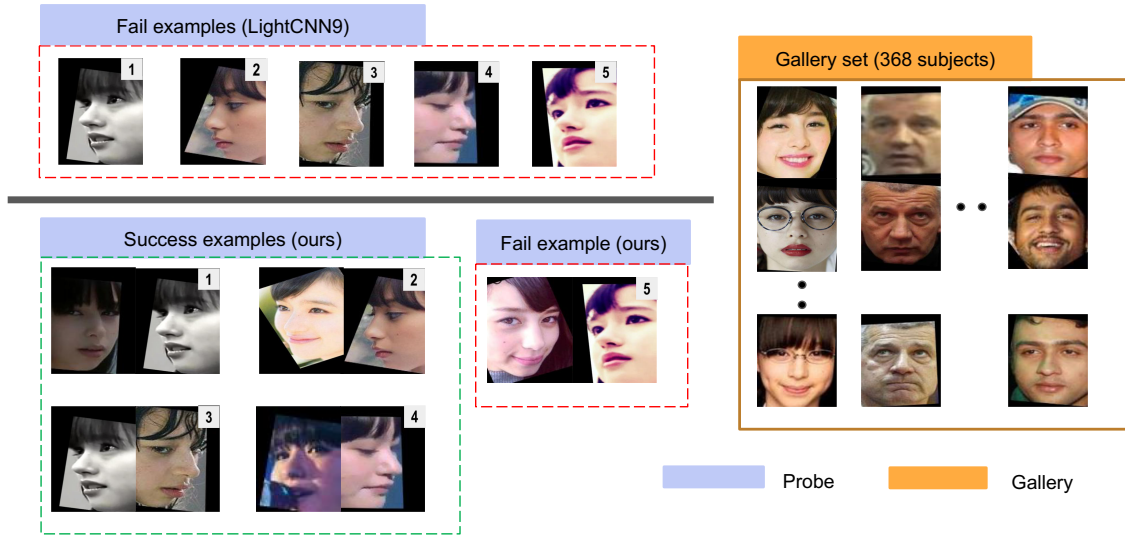 Fail examples (LightCNN9)
1
2
3
4
5
Gallery set (368 subjects)
Success examples (ours)
1
2
3
4
Fail example (ours)
5
Probe
Gallery